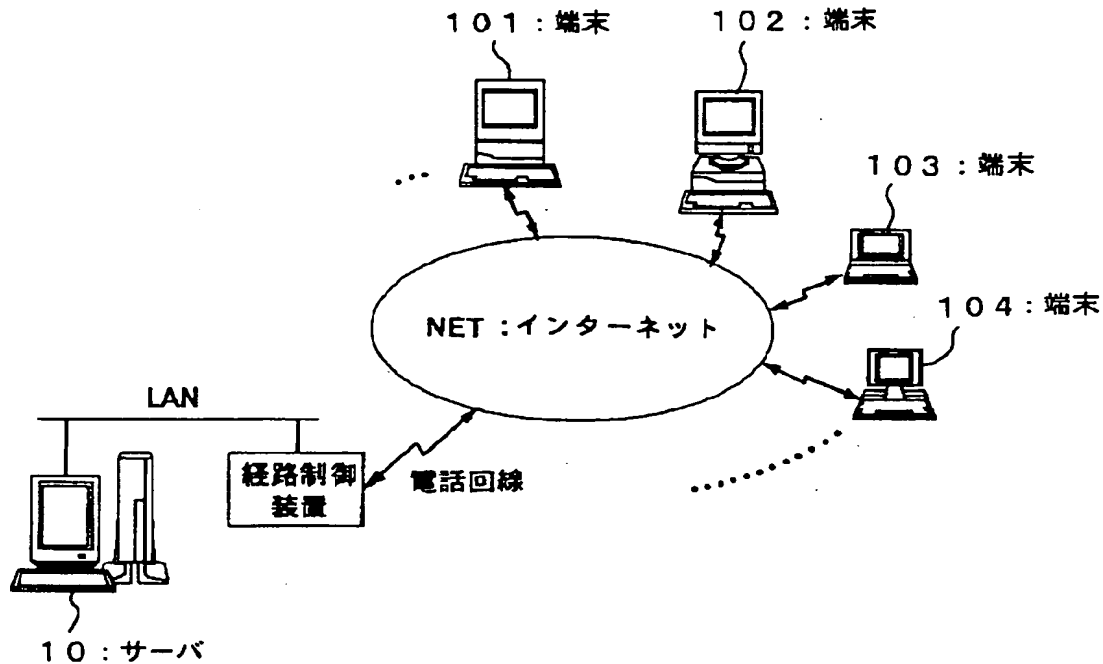 １０１：端末
１０２：端末
１０３：端末
１０４：端末
NET：インターネット
LAN
経路制御
装置
電話回線
１０：サーバ